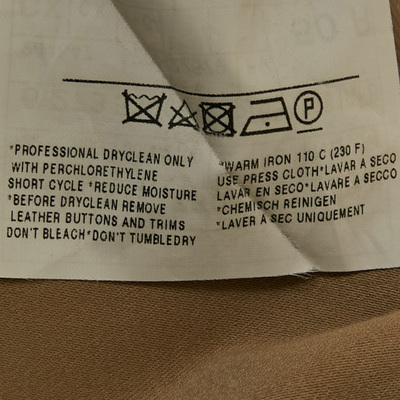 P
*PROFESSIONAL DRYCLEAN ONLY
WITH PERCHLORETHYLENE
SHORT CYCLE *REDUCE MOISTURE
*BEFORE DRYCLEAN REMOVE
LEATHER BUTTONS AND TRIMS
DON'T BLEACH*DON'T TUMBLEDRY
*WARM IRON 110 C (230 F)
USE PRESS CLOTH*LAVAR A SECO
LAVAR EN SECO*LAVARE A SECCO
*CHEMISCH REINIGEN
*LAVER À SEC UNIQUEMENT